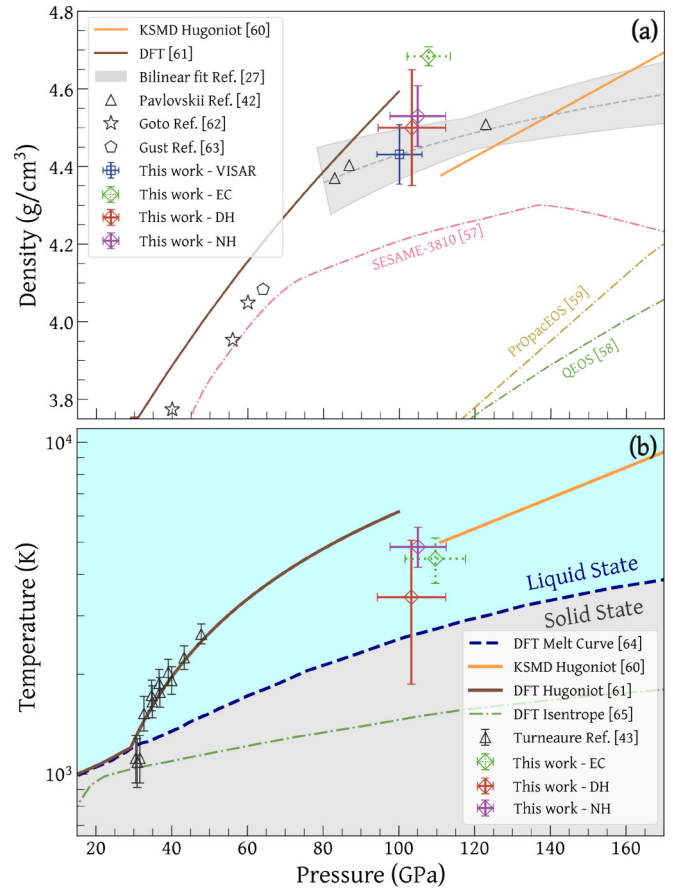 (a)
KSMD Hugoniot [60]
DFT [61]
Bilinear fit Ref. [27]
Pavlovskii Ref. [42]
Goto Ref. [62]
Gust Ref. [63]
This work - VISAR
This work - EC
This work - DH
This work - NH
4.8
4.6
4.4
4.2
4.0
3.8
Density (g/cm³)
SESAME-3810 [57]
PrOpacEOS [59]
QEOS [58]
(b)
10⁴
10³
Temperature (K)
Liquid State
Solid State
DFT Melt Curve [64]
KSMD Hugoniot [60]
DFT Hugoniot [61]
DFT Isentrope [65]
Turneaure Ref. [43]
This work - EC
This work - DH
This work - NH
20 40 60 80 100 120 140 160
Pressure (GPa)